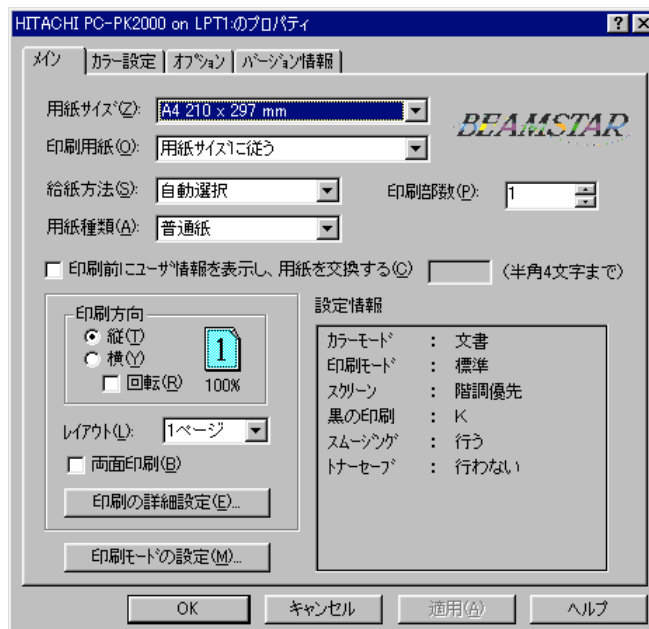 HITACHI PC-PK2000 on LPT1:のプロパティ
メイン カラー設定 オプション バージョン情報
用紙サイズ(Z): A4 210 x 297 mm
BEAMSTAR
印刷用紙(O): 用紙サイズに従う
給紙方法(S): 自動選択 印刷部数(P): 1
用紙種類(A): 普通紙
印刷前にユーザ情報を表示し、用紙を交換する(C) (半角4文字まで)
印刷方向
縦(T)
横(Y)
回転(R)
1
100%
レイアウト(L): 1ページ
両面印刷(B)
印刷の詳細設定(E)...
印刷モードの設定(M)...
設定情報
カラーモード : 文書
印刷モード : 標準
スクリーン : 階調優先
黒の印刷 : K
スムージング : 行う
トナーセーブ : 行わない
OK キャンセル 適用(A) ヘルプ